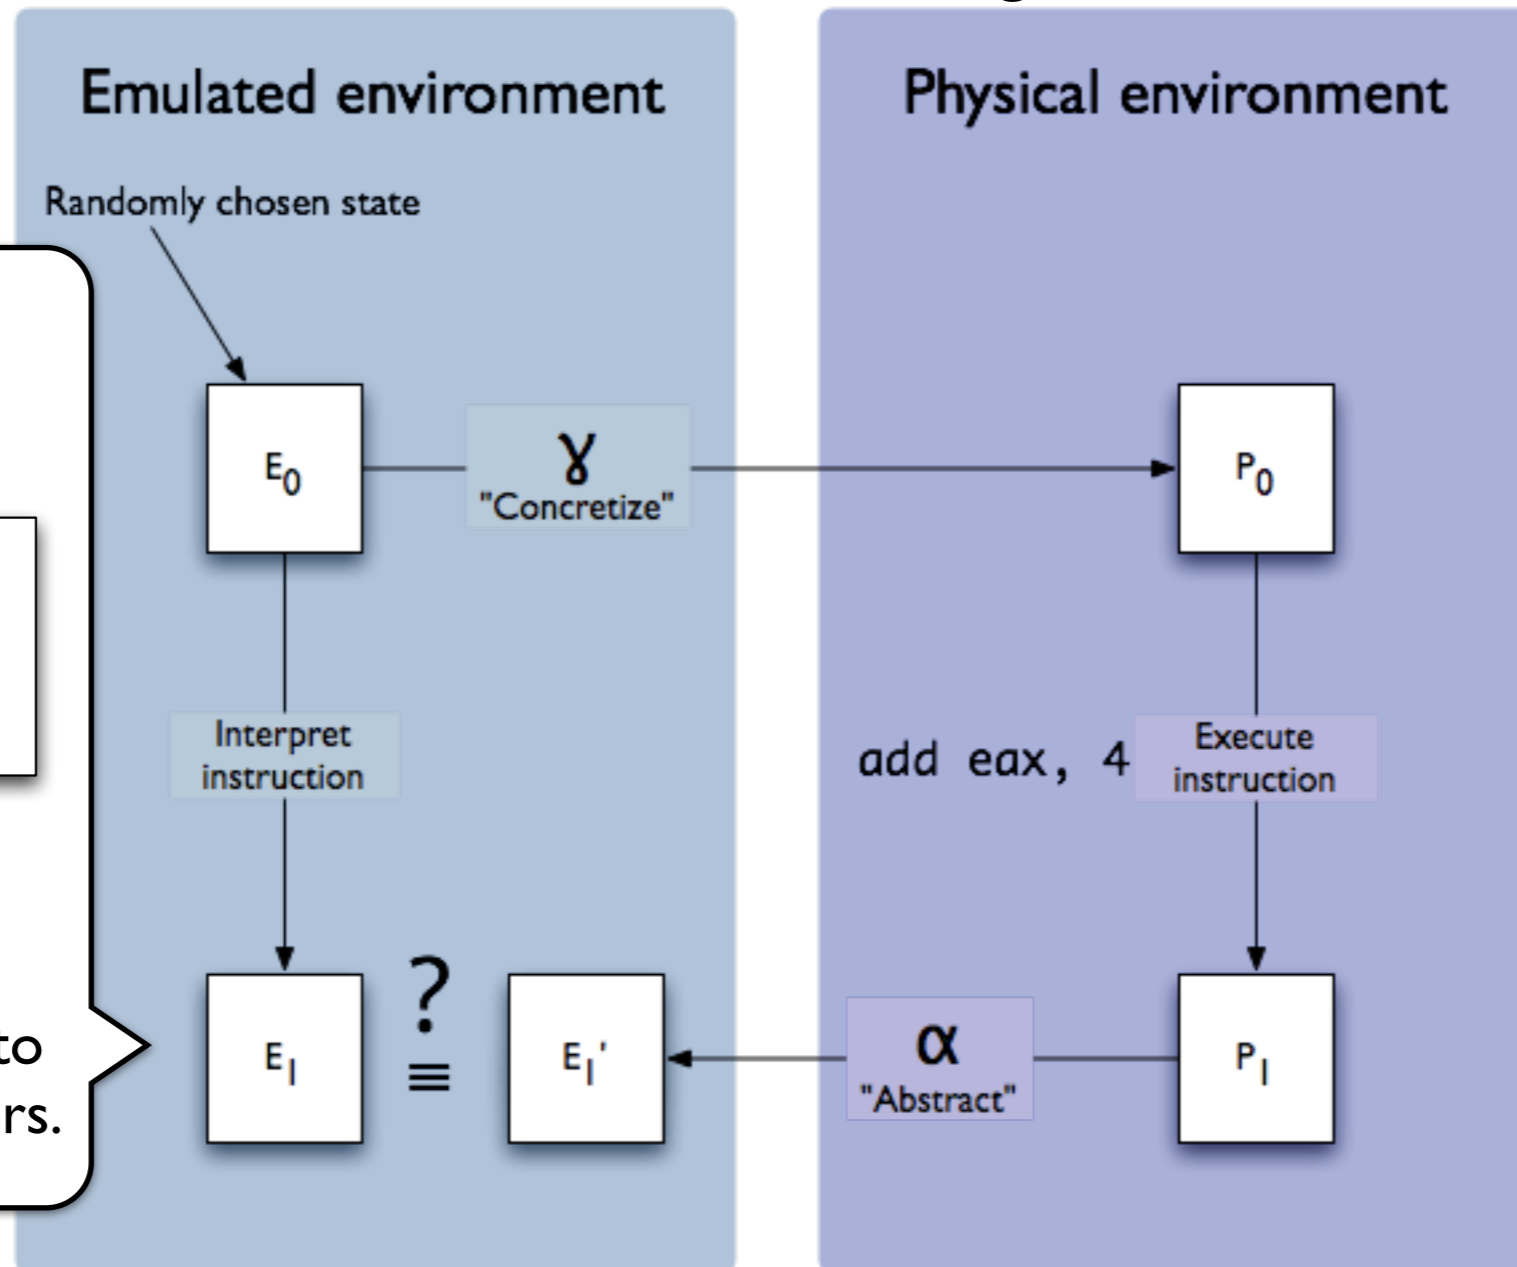 Emulated environment
Physical environment
Randomly chosen state
E0
γ
"Concretize"
P0
Interpret
instruction
add eax, 4
Execute
instruction
E1
?
≡
E1'
α
"Abstract"
P1
to
rs.